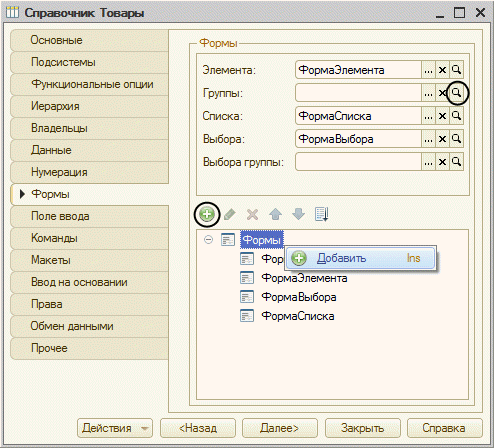 Справочник Товары
Основные
Подсистемы
Функциональные опции
Иерархия
Владельцы
Данные
Нумерация
Формы
Поле ввода
Команды
Макеты
Ввод на основании
Права
Обмен данными
Прочее
Формы
Элемента: ФормаЭлемента
Группы:
Списка: ФормаСписка
Выбора: ФормаВыбора
Выбора группы:
Формы
Добавить Ins
ФормаЭлемента
ФормаВыбора
ФормаСписка
Действия <Назад Далее> Закрыть Справка